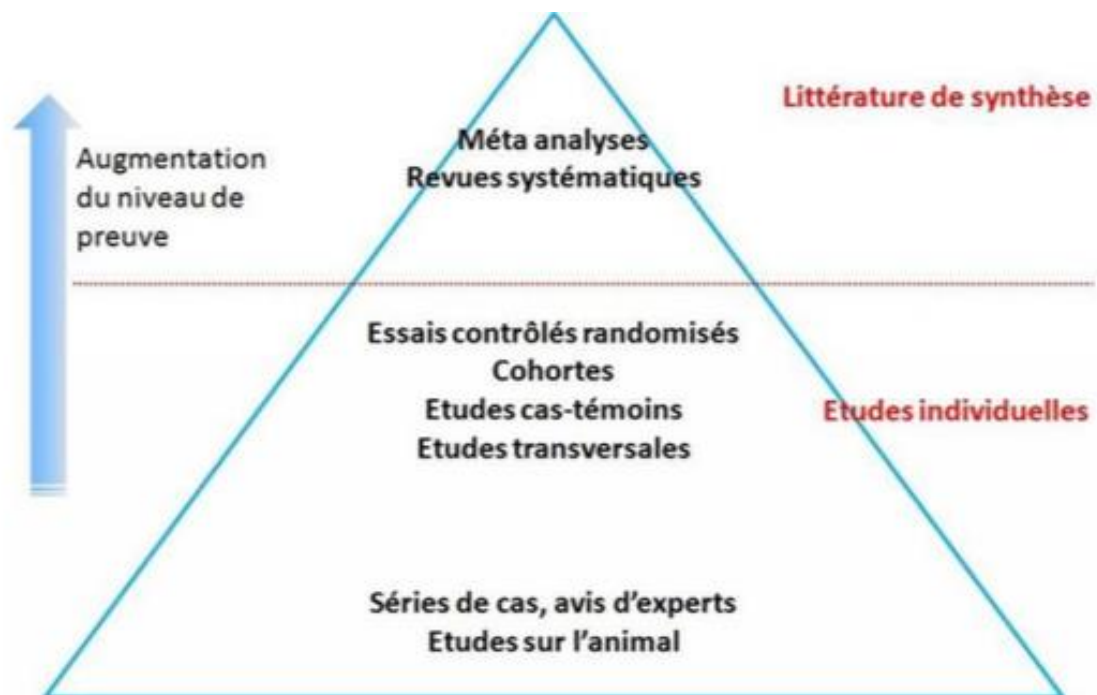 Littérature de synthèse
Méta analyses
Revues systématiques
Augmentation
du niveau de
preuve
Essais contrôlés randomisés
Cohortes
Etudes cas-témoins
Etudes transversales
Etudes individuelles
Séries de cas, avis d’experts
Etudes sur l’animal